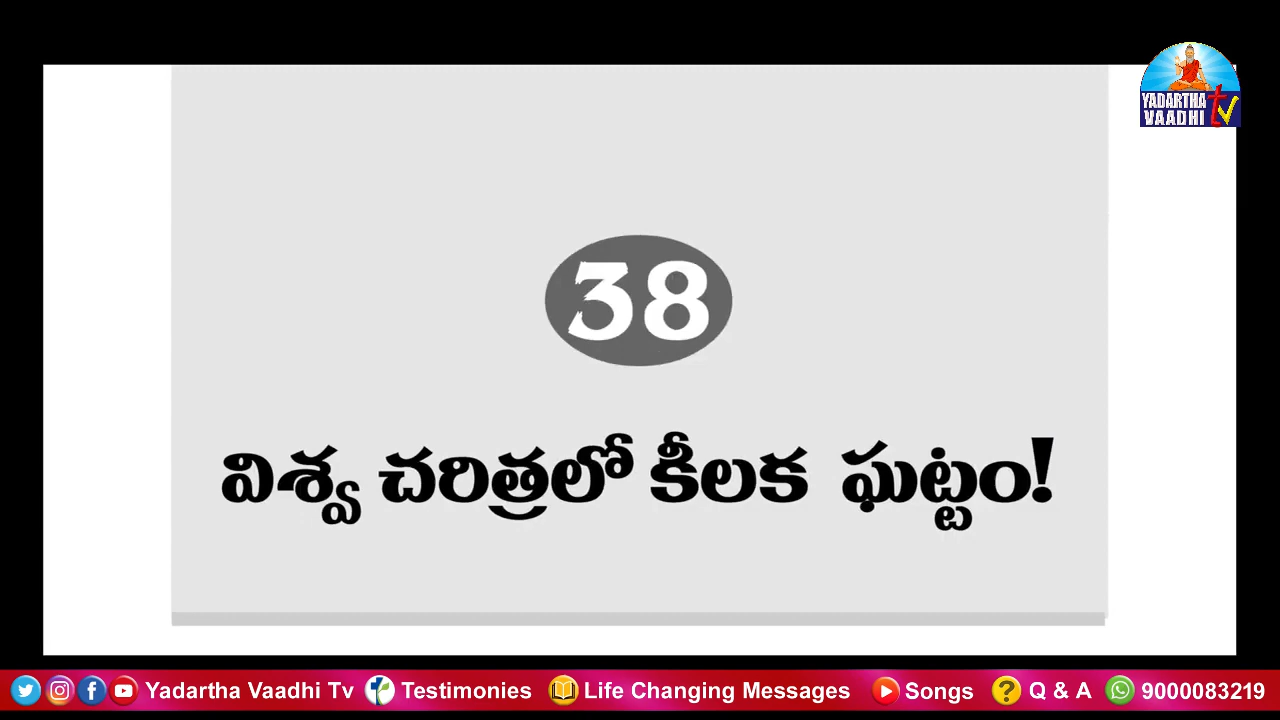 YADARTHA
VAADHI tv
38
విశ్వ చరిత్రలో కీలక ఘట్టం!
Yadartha Vaadhi Tv Testimonies Life Changing Messages Songs Q & A 9000083219